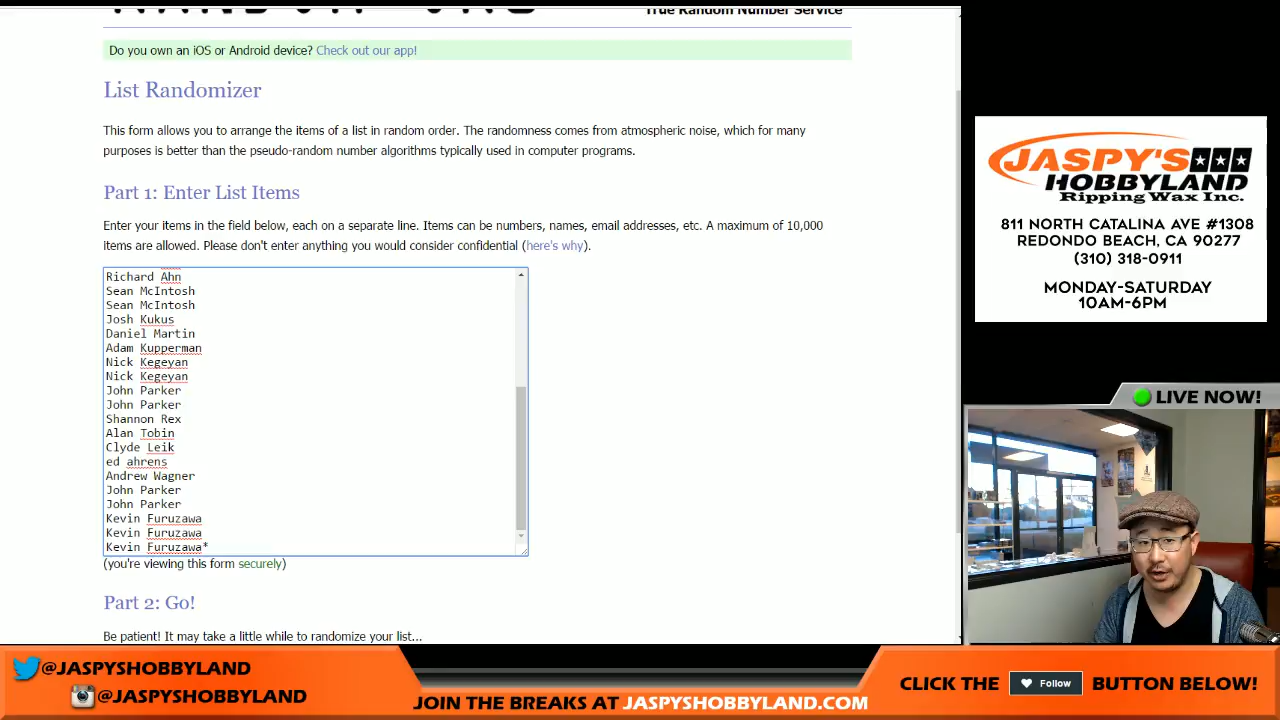 True Random Number Service
Do you own an iOS or Android device? Check out our app!
List Randomizer
This form allows you to arrange the items of a list in random order. The randomness comes from atmospheric noise, which for many
purposes is better than the pseudo-random number algorithms typically used in computer programs.
Part 1: Enter List Items
Enter your items in the field below, each on a separate line. Items can be numbers, names, email addresses, etc. A maximum of 10,000
items are allowed. Please don't enter anything you would consider confidential (here's why).
Richard Ahn
Sean McIntosh
Sean McIntosh
Josh Kukus
Daniel Martin
Adam Kupperman
Nick Kegeyan
Nick Kegeyan
John Parker
John Parker
Shannon Rex
Alan Tobin
Clyde Leik
ed ahrens
Andrew Wagner
John Parker
John Parker
Kevin Furuzawa
Kevin Furuzawa
Kevin Furuzawa*
(you're viewing this form securely)
Part 2: Go!
Be patient! It may take a little while to randomize your list...
JASPY'S
HOBBYLAND
Ripping Wax Inc.
811 NORTH CATALINA AVE #1308
REDONDO BEACH, CA 90277
(310) 318-0911
MONDAY-SATURDAY
10AM-6PM
LIVE NOW!
@JASPYSHOBBYLAND
@JASPYSHOBBYLAND
JOIN THE BREAKS AT JASPYSHOBBYLAND.COM
CLICK THE Follow BUTTON BELOW!